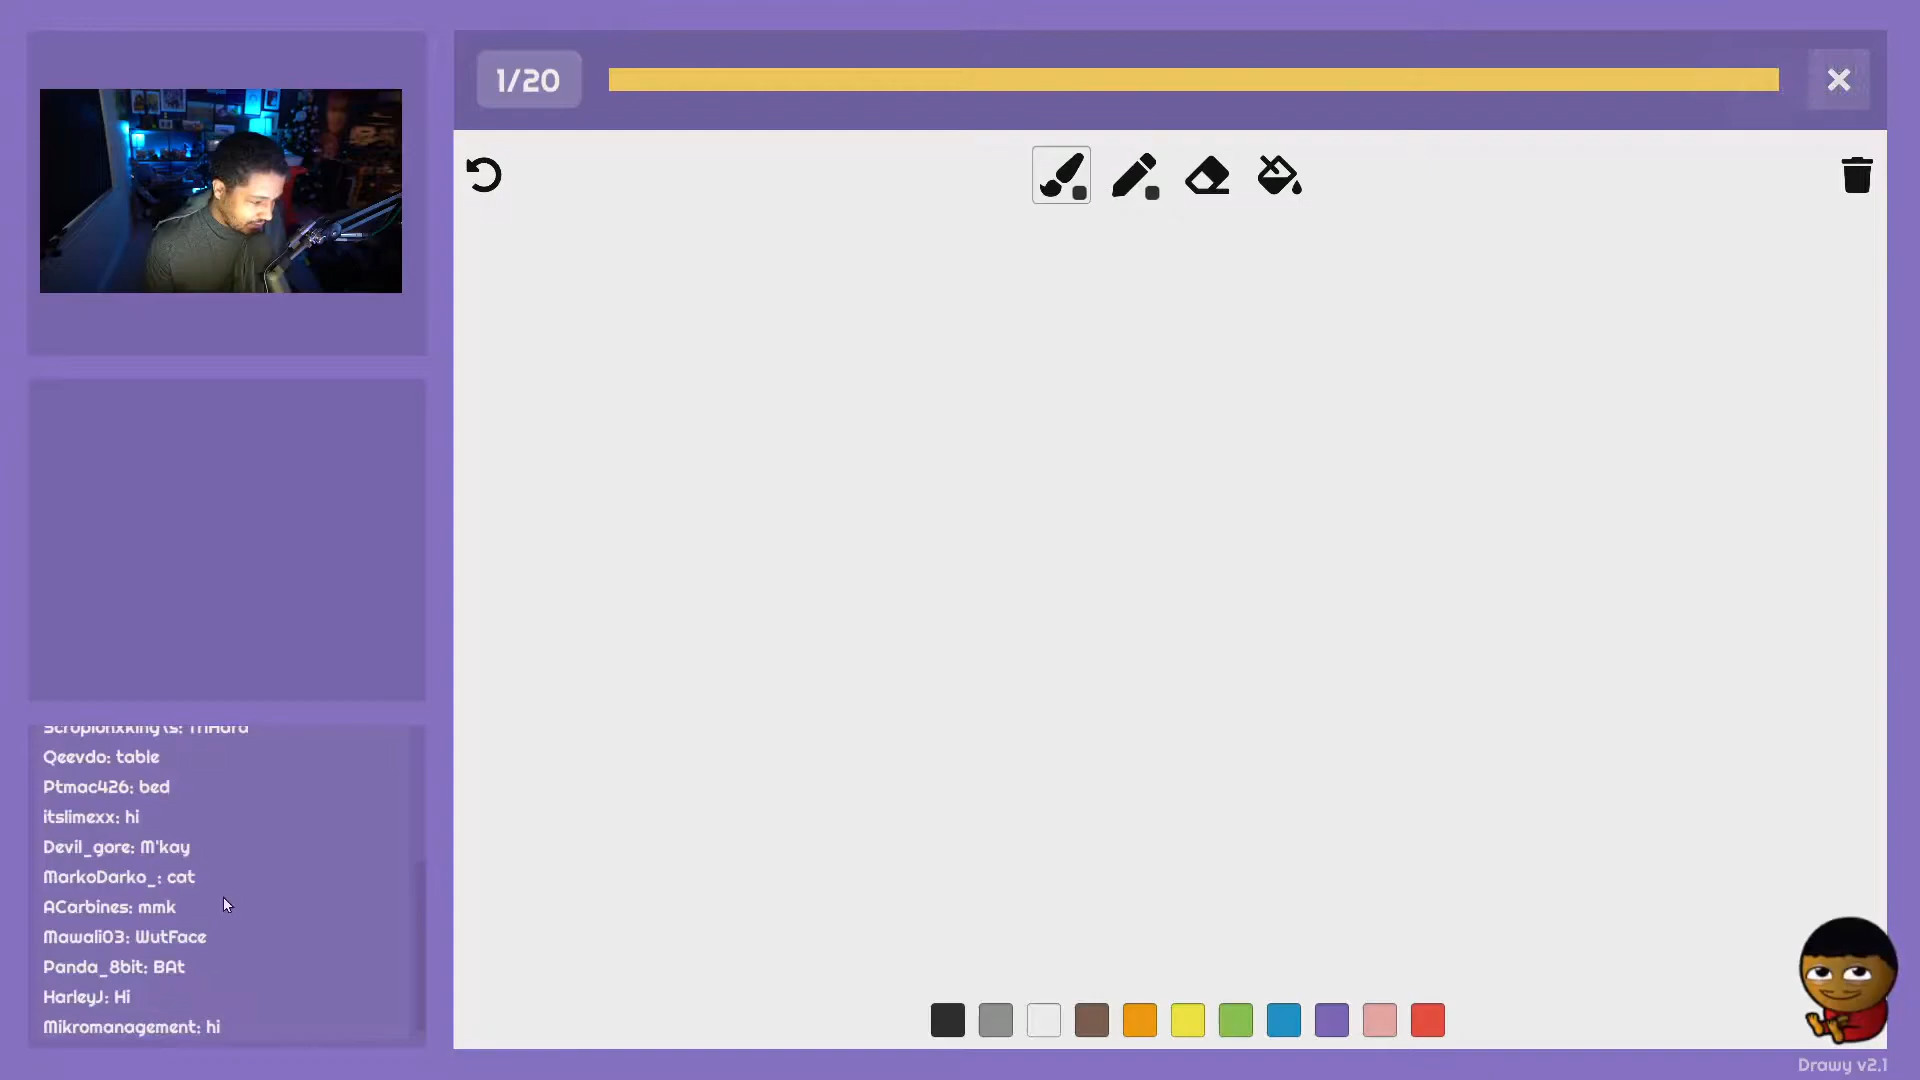 1/20
Qeevdo: table
Ptmac426: bed
itslimexx: hi
Devil_gore: M'kay
MarkoDarko_: cat
ACarbines: mmk
Mawali03: WutFace
Panda_8bit: BAt
HarleyJ: Hi
Mikromanagement: hi
Drawy v2.1